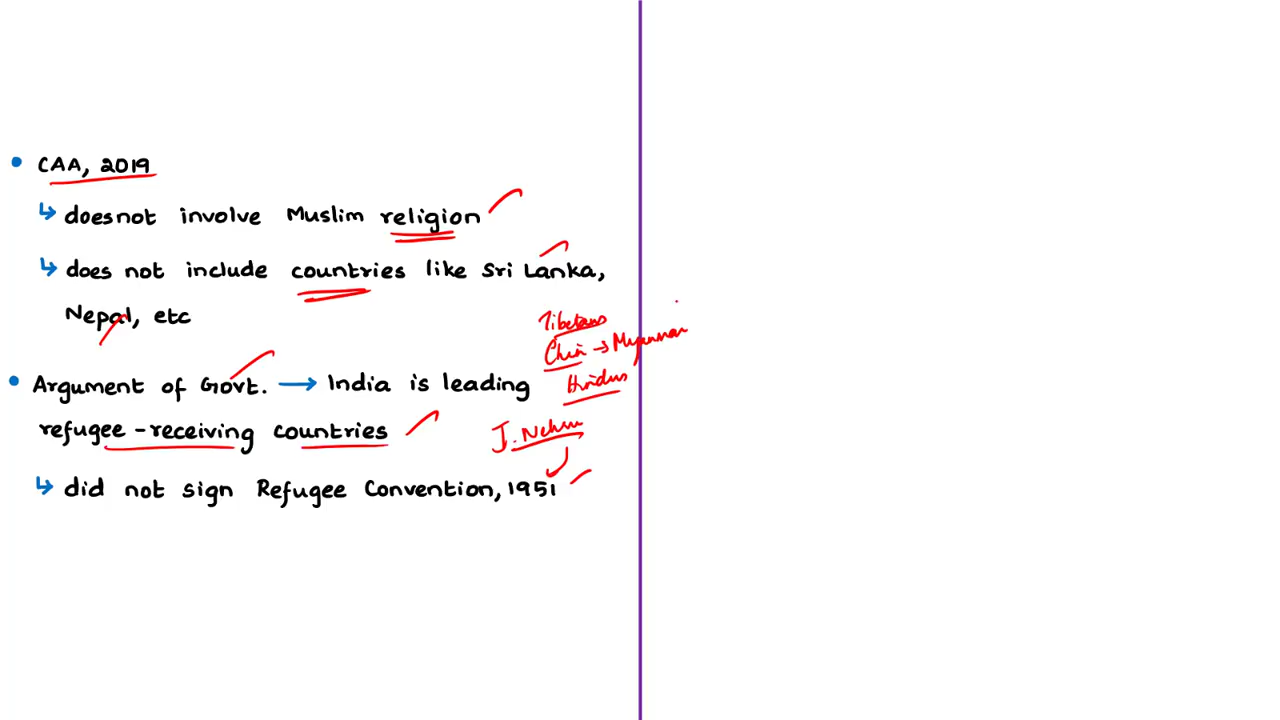 CAA, 2019
doesnot involve Muslim religion
does not include countries like Sri Lanka,
Nepal, etc
Tibetans
Chin → Myanmar
Hindus
Argument of Govt. → India is leading
refugee-receiving countries
J. Nehru
did not sign Refugee Convention, 1951